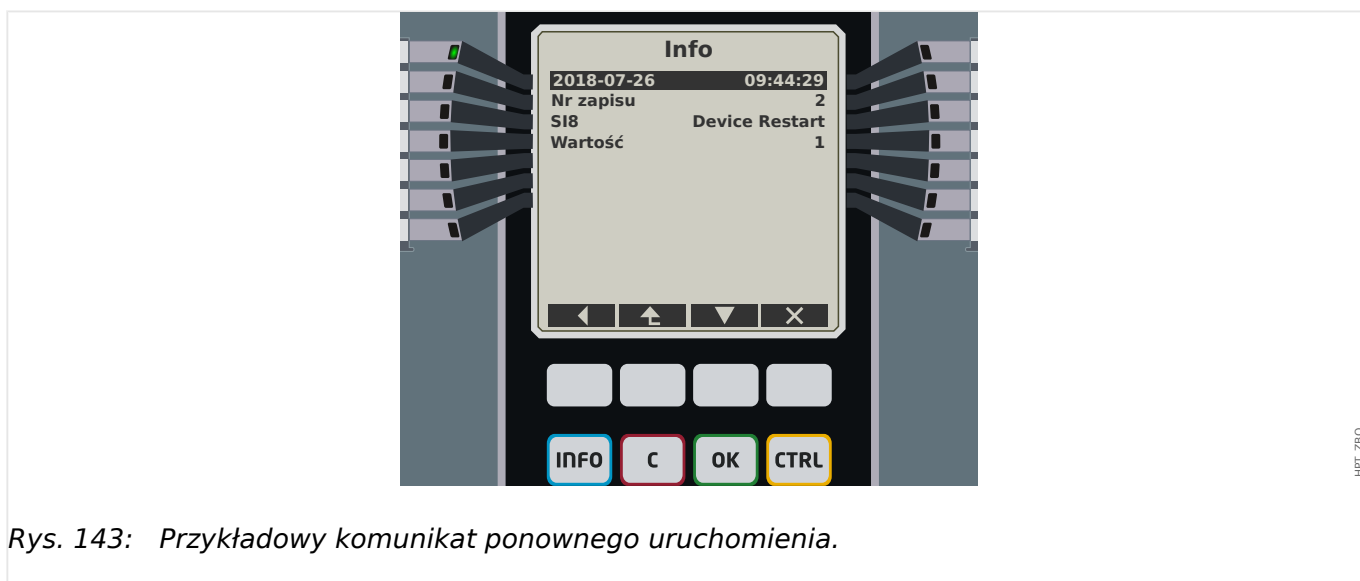 Info
2018-07-26 09:44:29
Nr zapisu 2
SI8 Device Restart
Wartość 1
INFO C OK CTRL
HPT_ZBO
Rys. 143: Przykładowy komunikat ponownego uruchomienia.